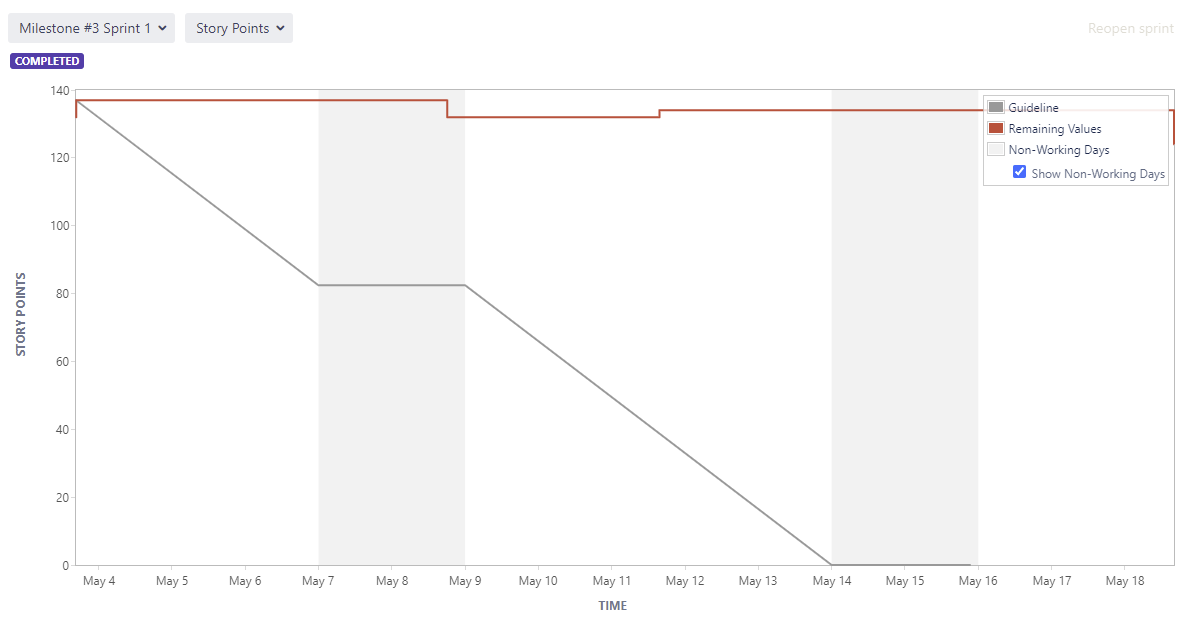 Milestone #3 Sprint 1 Story Points Reopen sprint
COMPLETED
140
Guideline
Remaining Values
Non-Working Days
Show Non-Working Days
120
100
80
60
40
20
0
STORY POINTS
May 4 May 5 May 6 May 7 May 8 May 9 May 10 May 11 May 12 May 13 May 14 May 15 May 16 May 17 May 18
TIME